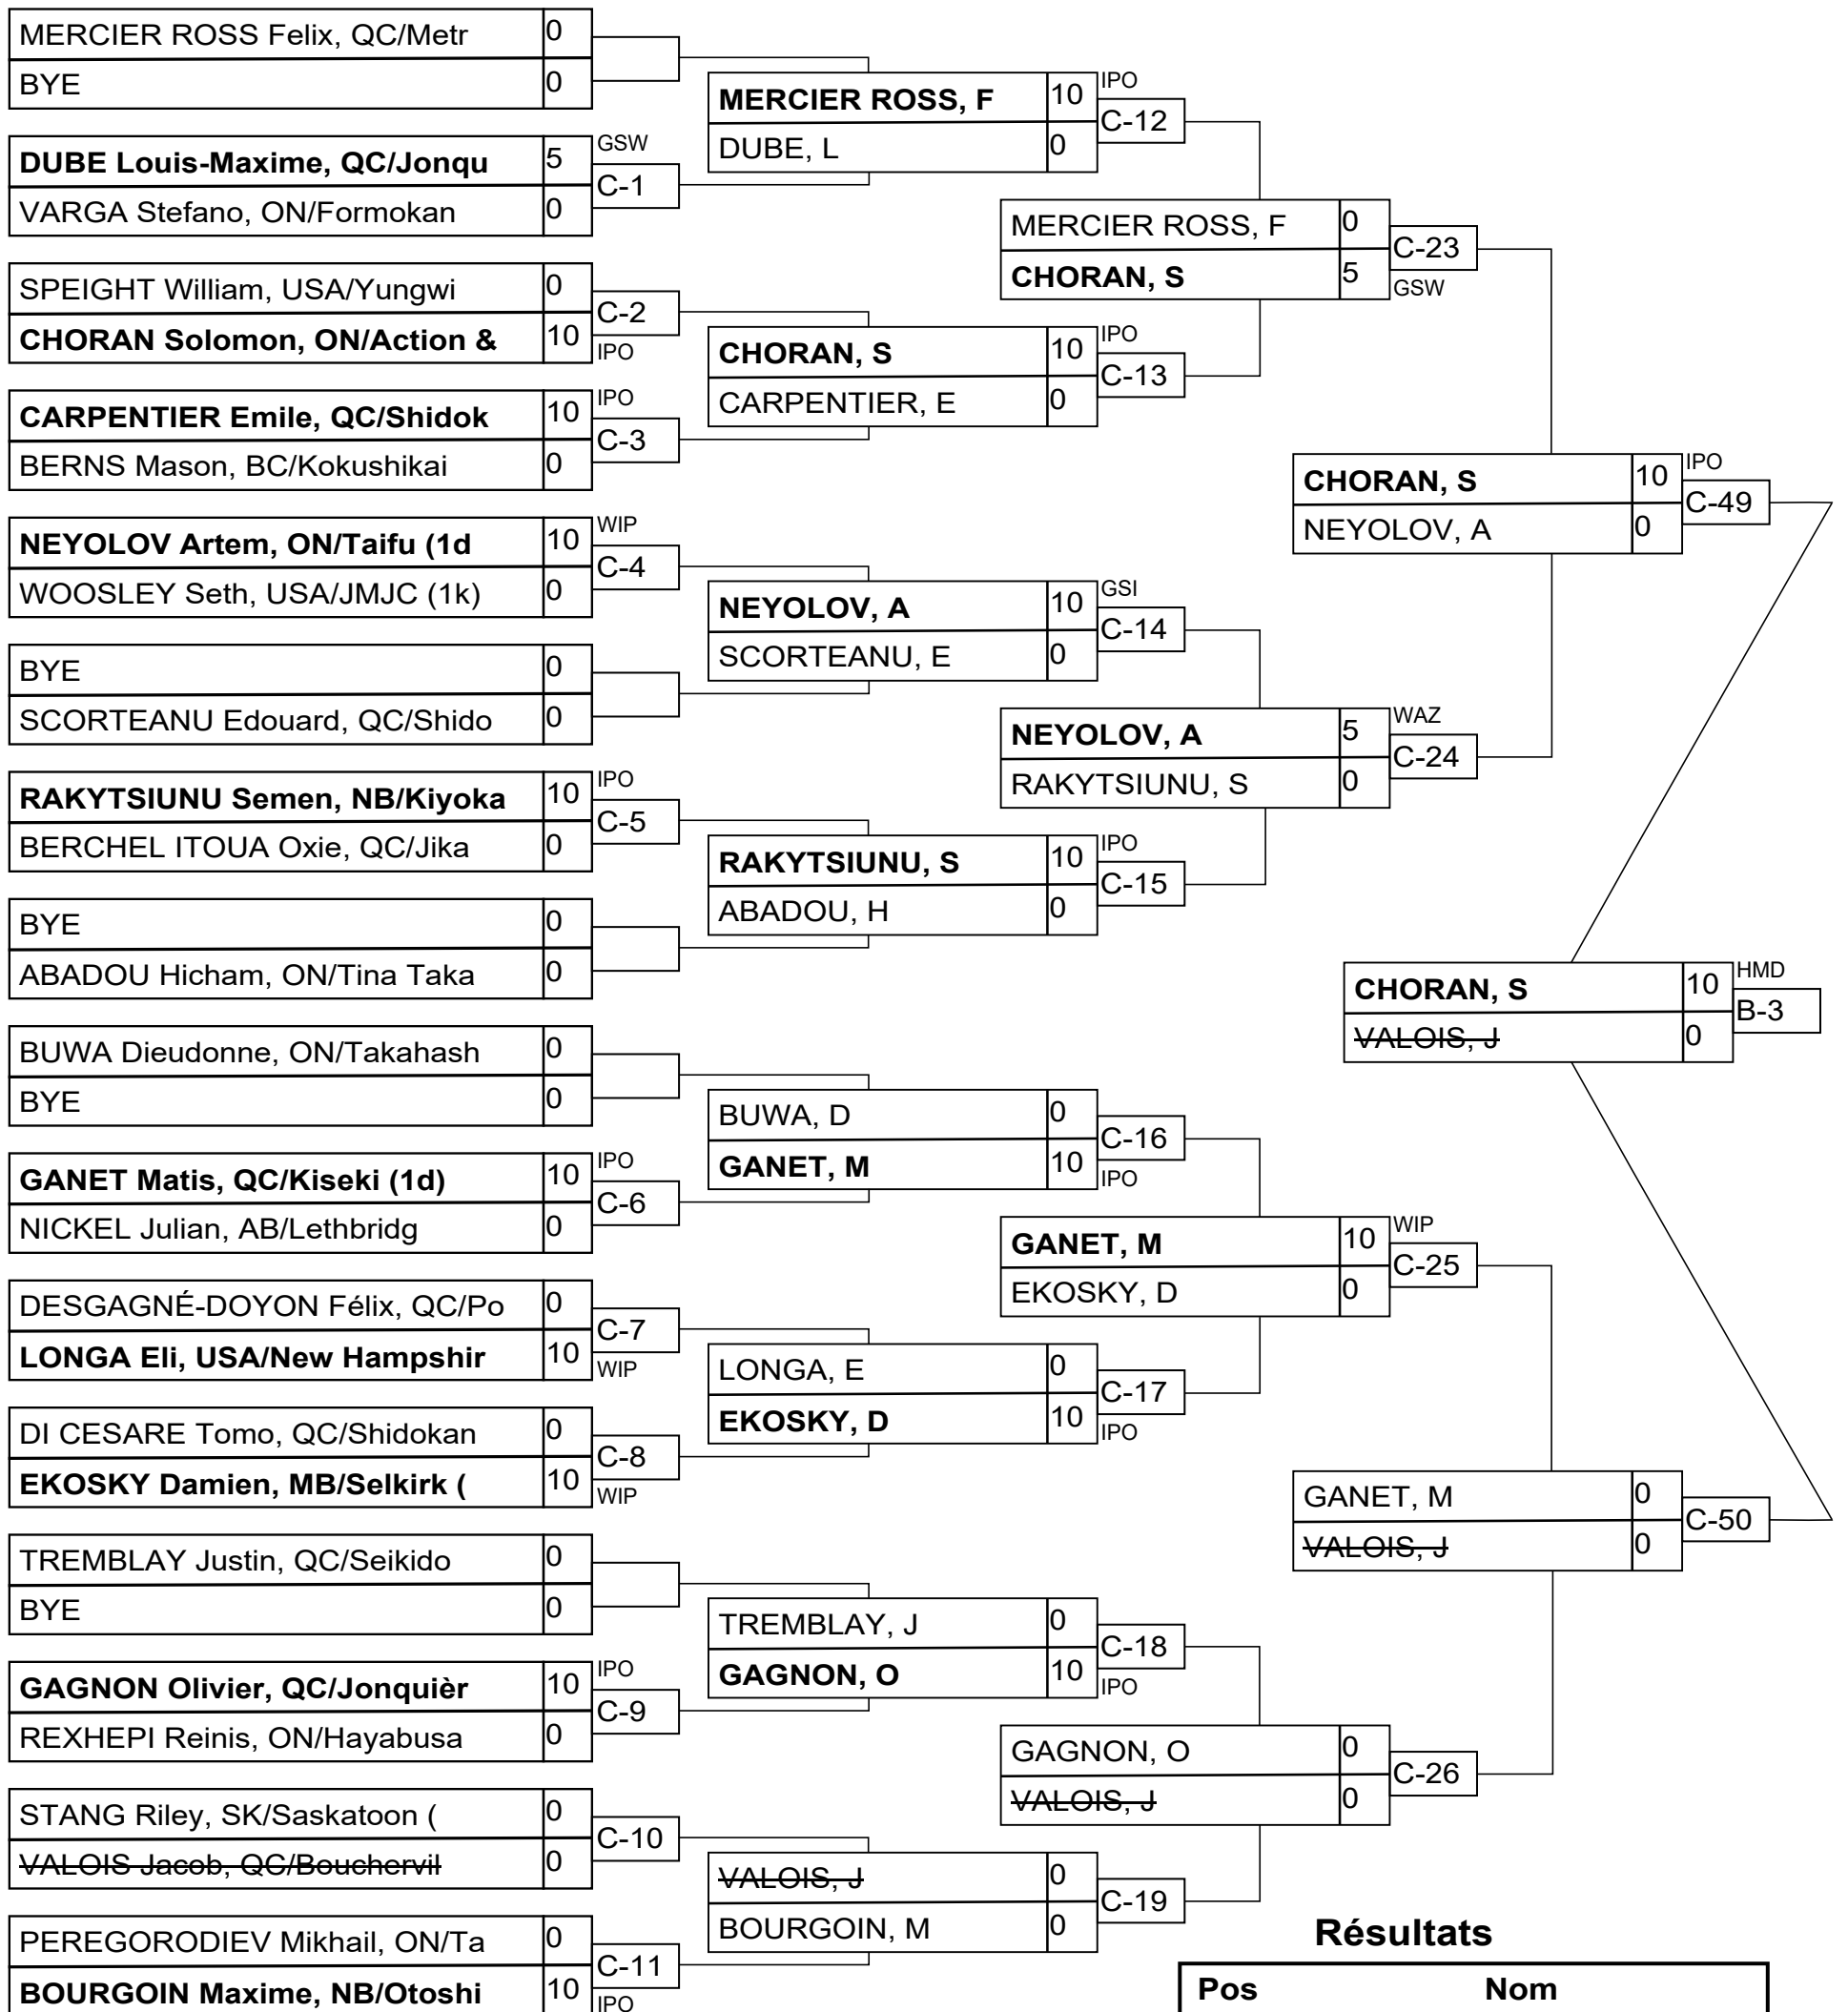 MERCIER ROSS Felix, QC/Metr 0
BYE 0
DUBE Louis-Maxime, QC/Jonqu 5 GSW
C-1
VARGA Stefano, ON/Formokan 0
SPEIGHT William, USA/Yungwi 0
C-2
CHORAN Solomon, ON/Action & 10 IPO
CARPENTIER Emile, QC/Shidok 10 IPO
C-3
BERNS Mason, BC/Kokushikai 0
NEYOLOV Artem, ON/Taifu (1d 10 WIP
C-4
WOOSLEY Seth, USA/JMJC (1k) 0
BYE 0
SCORTEANU Edouard, QC/Shido 0
RAKYTSIUNU Semen, NB/Kiyoka 10 IPO
C-5
BERCHEL ITOUA Oxie, QC/Jika 0
BYE 0
ABADOU Hicham, ON/Tina Taka 0
BUWA Dieudonne, ON/Takahash 0
BYE 0
GANET Matis, QC/Kiseki (1d) 10 IPO
C-6
NICKEL Julian, AB/Lethbridg 0
DESGAGNÉ-DOYON Félix, QC/Po 0
C-7
LONGA Eli, USA/New Hampshir 10 WIP
DI CESARE Tomo, QC/Shidokan 0
C-8
EKOSKY Damien, MB/Selkirk ( 10 WIP
TREMBLAY Justin, QC/Seikido 0
BYE 0
GAGNON Olivier, QC/Jonquièr 10 IPO
C-9
REXHEPI Reinis, ON/Hayabusa 0
STANG Riley, SK/Saskatoon ( 0
C-10
VALOIS Jacob, QC/Bouchervil 0
PEREGORODIEV Mikhail, ON/Ta 0
C-11
BOURGOIN Maxime, NB/Otoshi 10 IPO
MERCIER ROSS, F 10 IPO
C-12
DUBE, L 0
CHORAN, S 10 IPO
C-13
CARPENTIER, E 0
NEYOLOV, A 10 GSI
C-14
SCORTEANU, E 0
RAKYTSIUNU, S 10 IPO
C-15
ABADOU, H 0
BUWA, D 0
C-16
GANET, M 10 IPO
LONGA, E 0
C-17
EKOSKY, D 10 IPO
TREMBLAY, J 0
C-18
GAGNON, O 10 IPO
VALOIS, J 0
C-19
BOURGOIN, M 0
MERCIER ROSS, F 0
C-23
CHORAN, S 5 GSW
NEYOLOV, A 5 WAZ
C-24
RAKYTSIUNU, S 0
GANET, M 10 WIP
C-25
EKOSKY, D 0
GAGNON, O 0
C-26
VALOIS, J 0
CHORAN, S 10 IPO
C-49
NEYOLOV, A 0
GANET, M 0
C-50
VALOIS, J 0
CHORAN, S 10 HMD
B-3
VALOIS, J 0
Résultats
Pos Nom